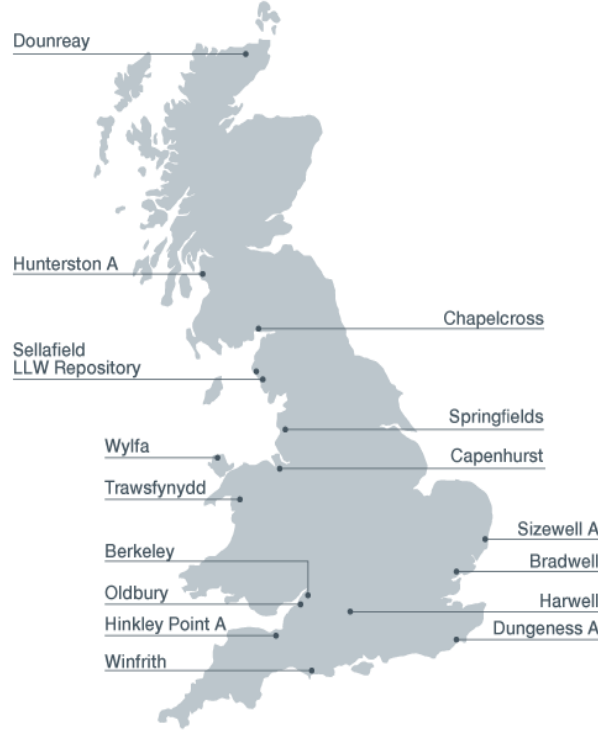 Dounreay
Hunterston A
Chapelcross
Sellafield
LLW Repository
Springfields
Wylfa
Capenhurst
Trawsfynydd
Sizewell A
Berkeley
Bradwell
Oldbury
Harwell
Hinkley Point A
Dungeness A
Winfrith